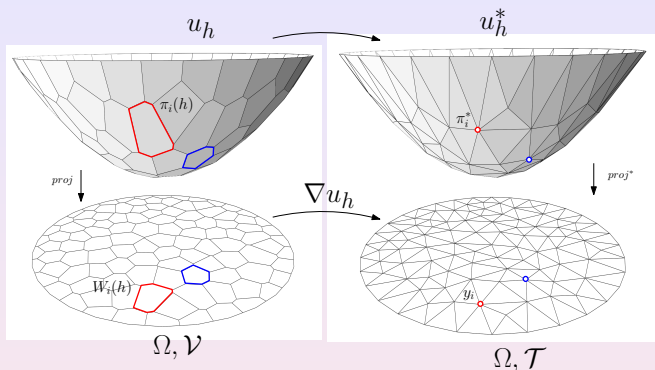 u_h
u_h^*
π_i(h)
π_i^*
proj
proj*
∇u_h
W_i(h)
y_i
Ω, 𝒱
Ω, 𝒯